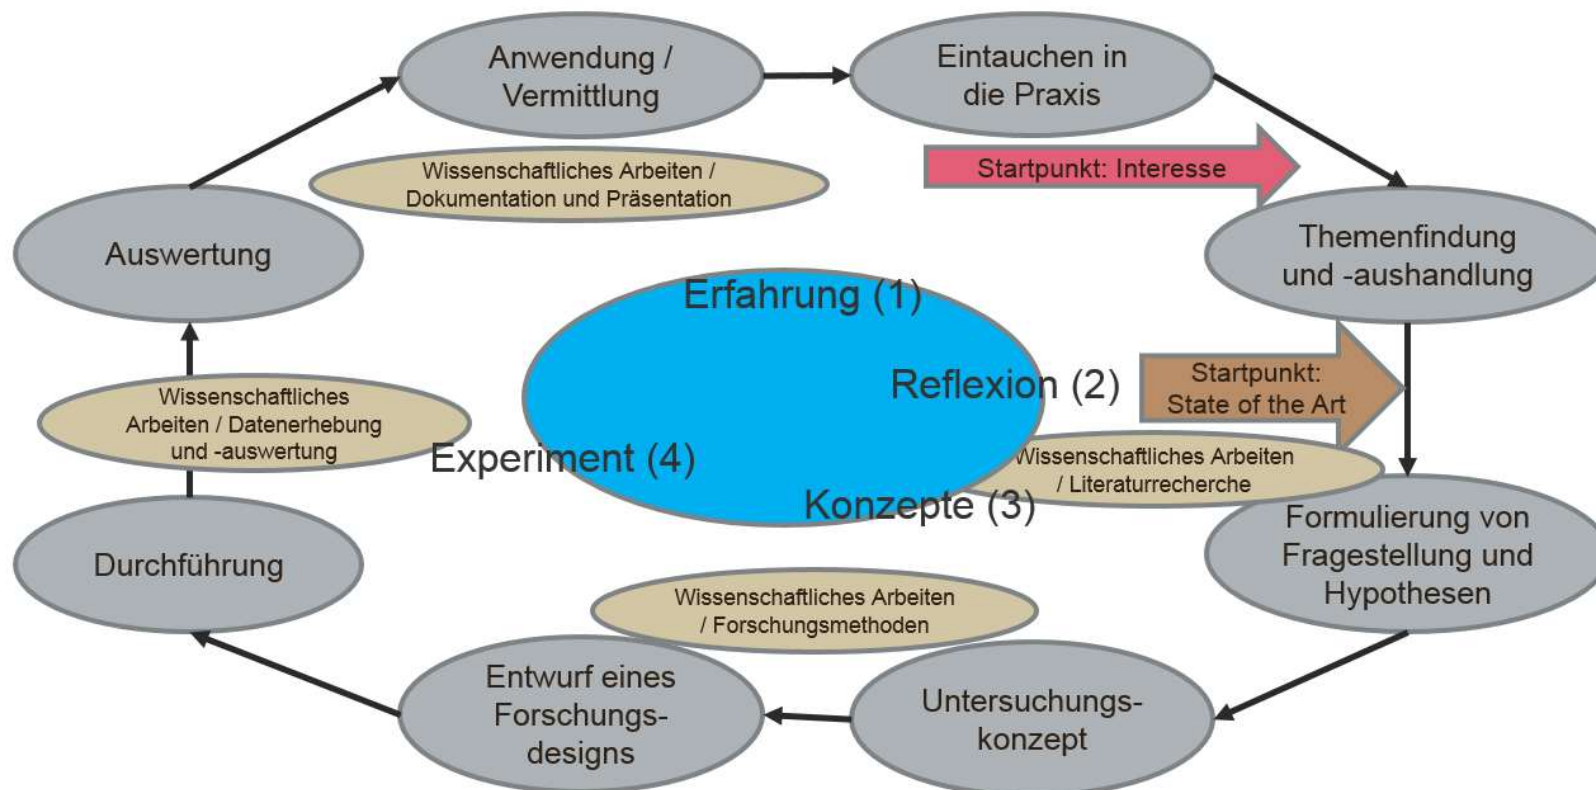 Anwendung /
Vermittlung
Eintauchen in
die Praxis
Wissenschaftliches Arbeiten /
Dokumentation und Präsentation
Startpunkt: Interesse
Auswertung
Themenfindung
und -aushandlung
Erfahrung (1)
Reflexion (2)
Startpunkt:
State of the Art
Wissenschaftliches
Arbeiten / Datenerhebung
und -auswertung
Experiment (4)
Konzepte (3)
Wissenschaftliches Arbeiten
/ Literaturrecherche
Durchführung
Formulierung von
Fragestellung und
Hypothesen
Wissenschaftliches Arbeiten
/ Forschungsmethoden
Entwurf eines
Forschungs-
designs
Untersuchungs-
konzept